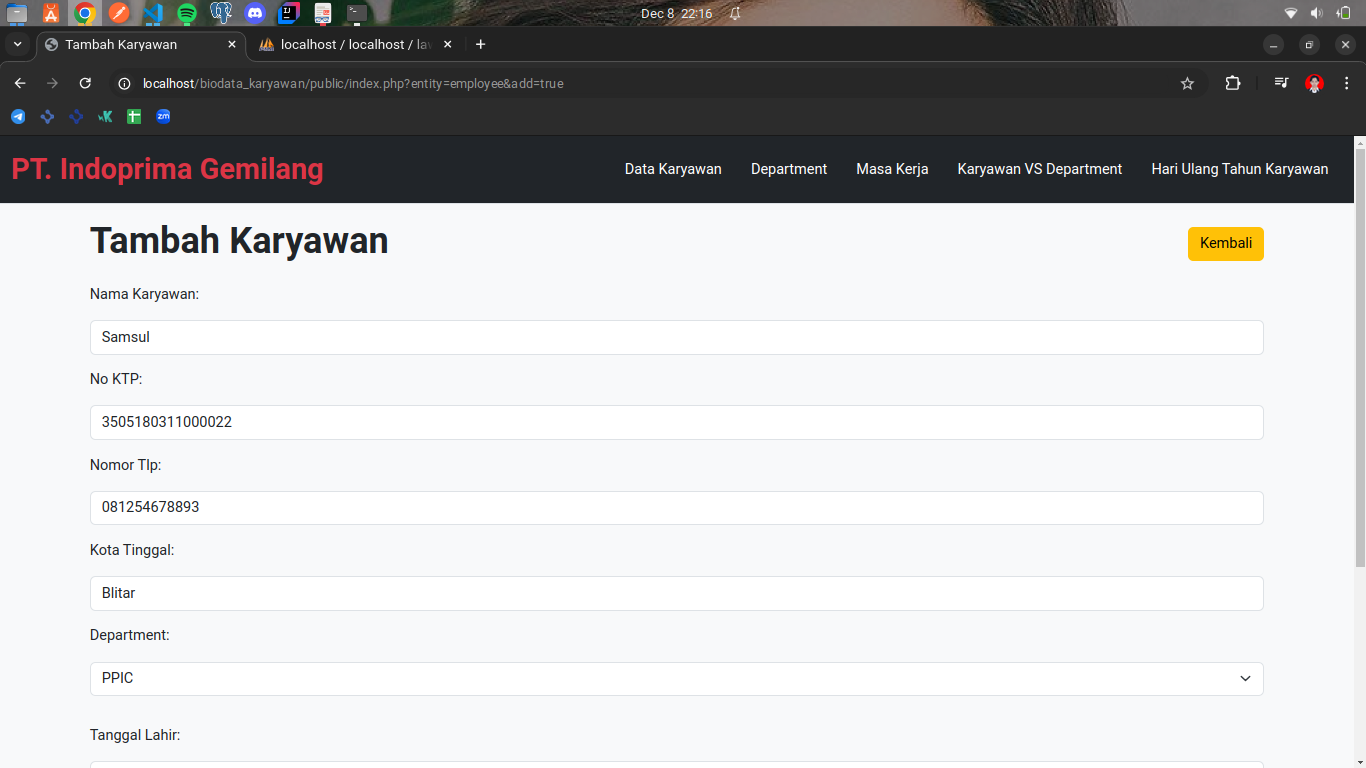 Dec 8 22:16
Tambah Karyawan
localhost / localhost /
localhost/biodata_karyawan/public/index.php?entity=employee&add=true
PT. Indoprima Gemilang
Data Karyawan Department Masa Kerja Karyawan VS Department Hari Ulang Tahun Karyawan
Tambah Karyawan
Kembali
Nama Karyawan:
Samsul
No KTP:
3505180311000022
Nomor Tlp:
081254678893
Kota Tinggal:
Blitar
Department:
PPIC
Tanggal Lahir: